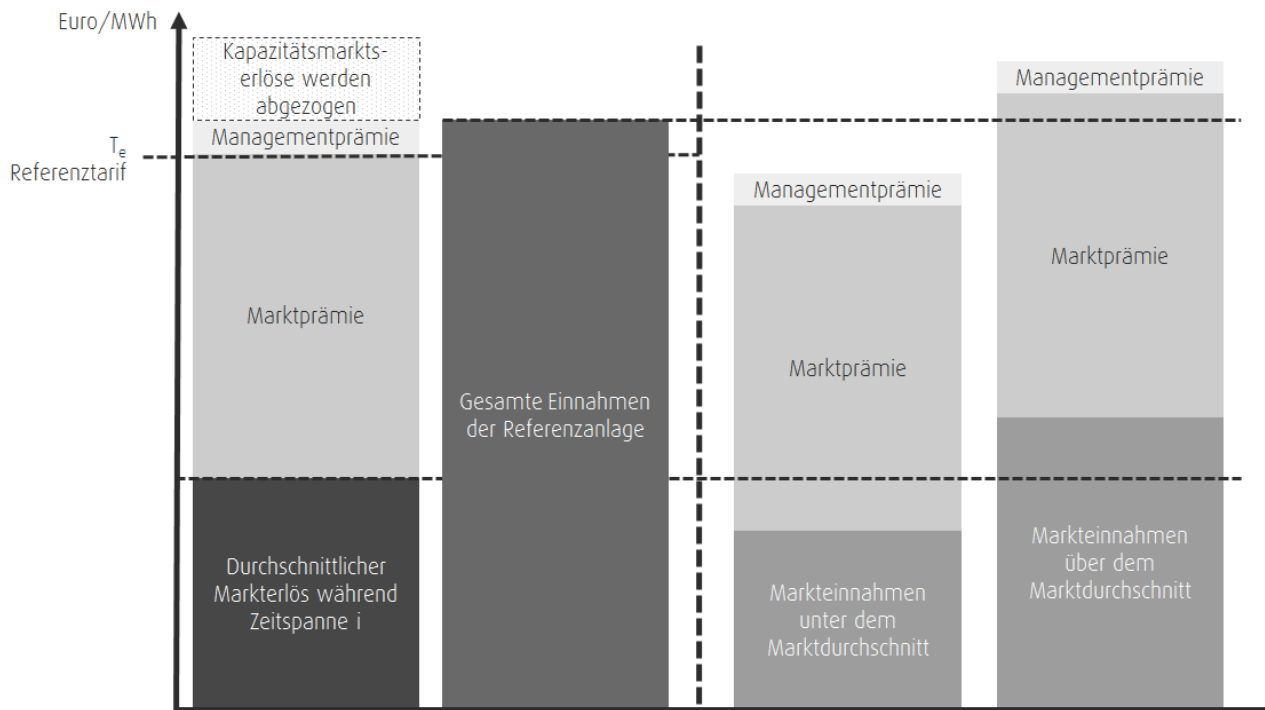 Euro/MWh
Kapazitätsmarkts-
erlöse werden
abgezogen
Managementprämie
Tₑ
Referenztarif
Marktprämie
Durchschnittlicher
Markterlös während
Zeitspanne i
Gesamte Einnahmen
der Referenzanlage
Managementprämie
Marktprämie
Markteinnahmen
unter dem
Marktdurchschnitt
Managementprämie
Marktprämie
Markteinnahmen
über dem
Marktdurchschnitt